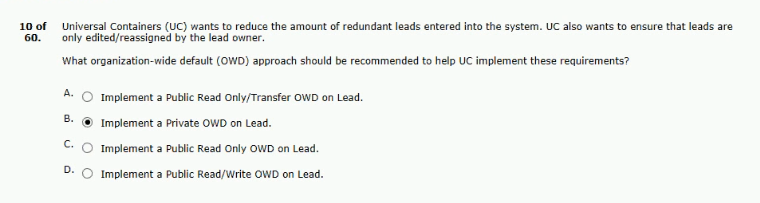 10 of 60. Universal Containers (UC) wants to reduce the amount of redundant leads entered into the system. UC also wants to ensure that leads are
only edited/reassigned by the lead owner.
What organization-wide default (OWD) approach should be recommended to help UC implement these requirements?
A. Implement a Public Read Only/Transfer OWD on Lead.
B. Implement a Private OWD on Lead.
C. Implement a Public Read Only OWD on Lead.
D. Implement a Public Read/Write OWD on Lead.